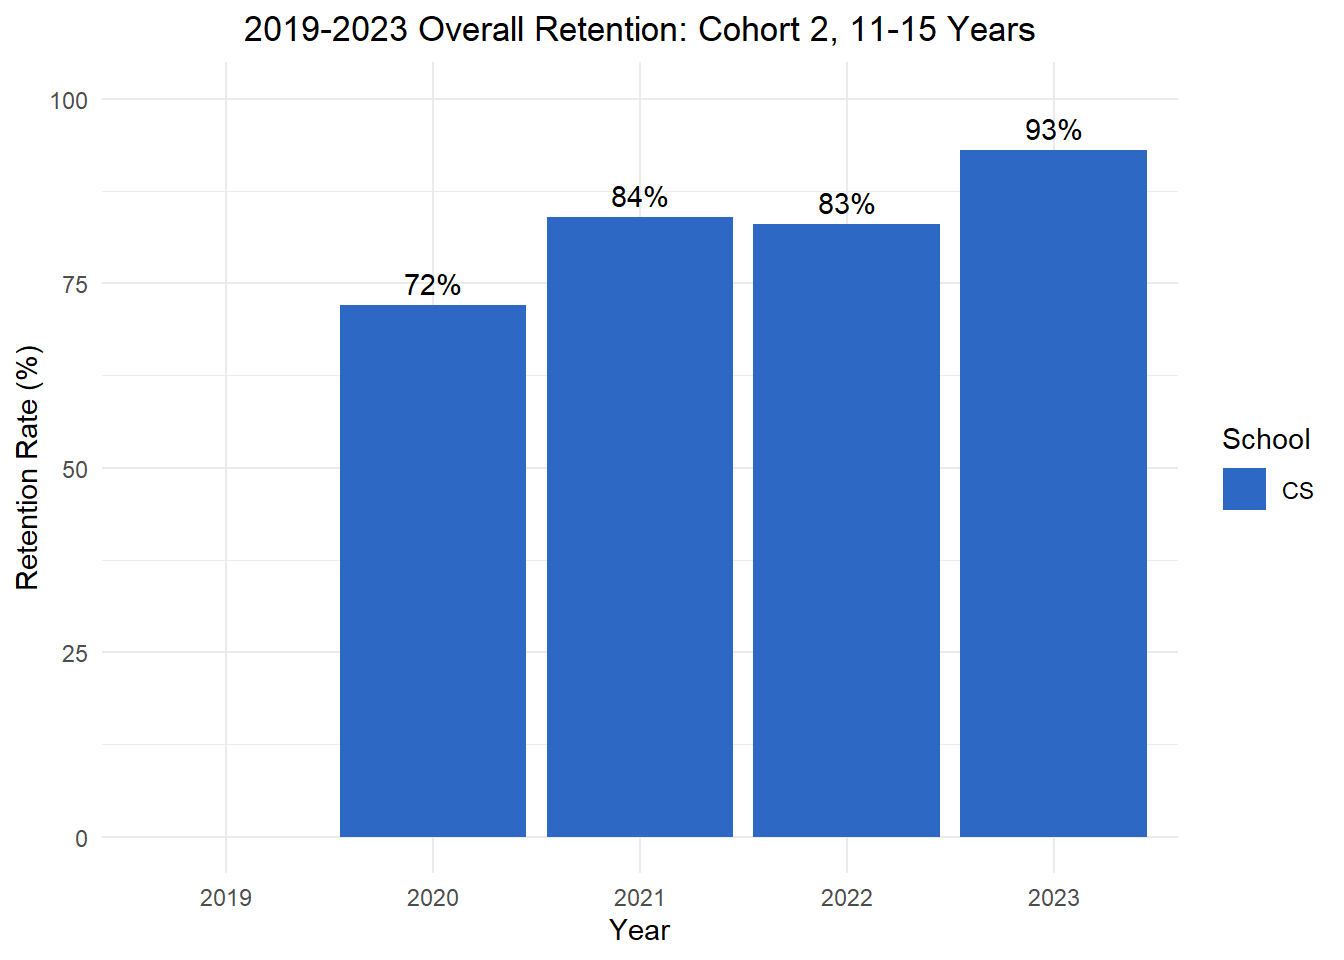 2019-2023 Overall Retention: Cohort 2, 11-15 Years
Retention Rate (%)
100
75
50
25
0
72%
84%
83%
93%
2019
2020
2021
2022
2023
Year
School
CS